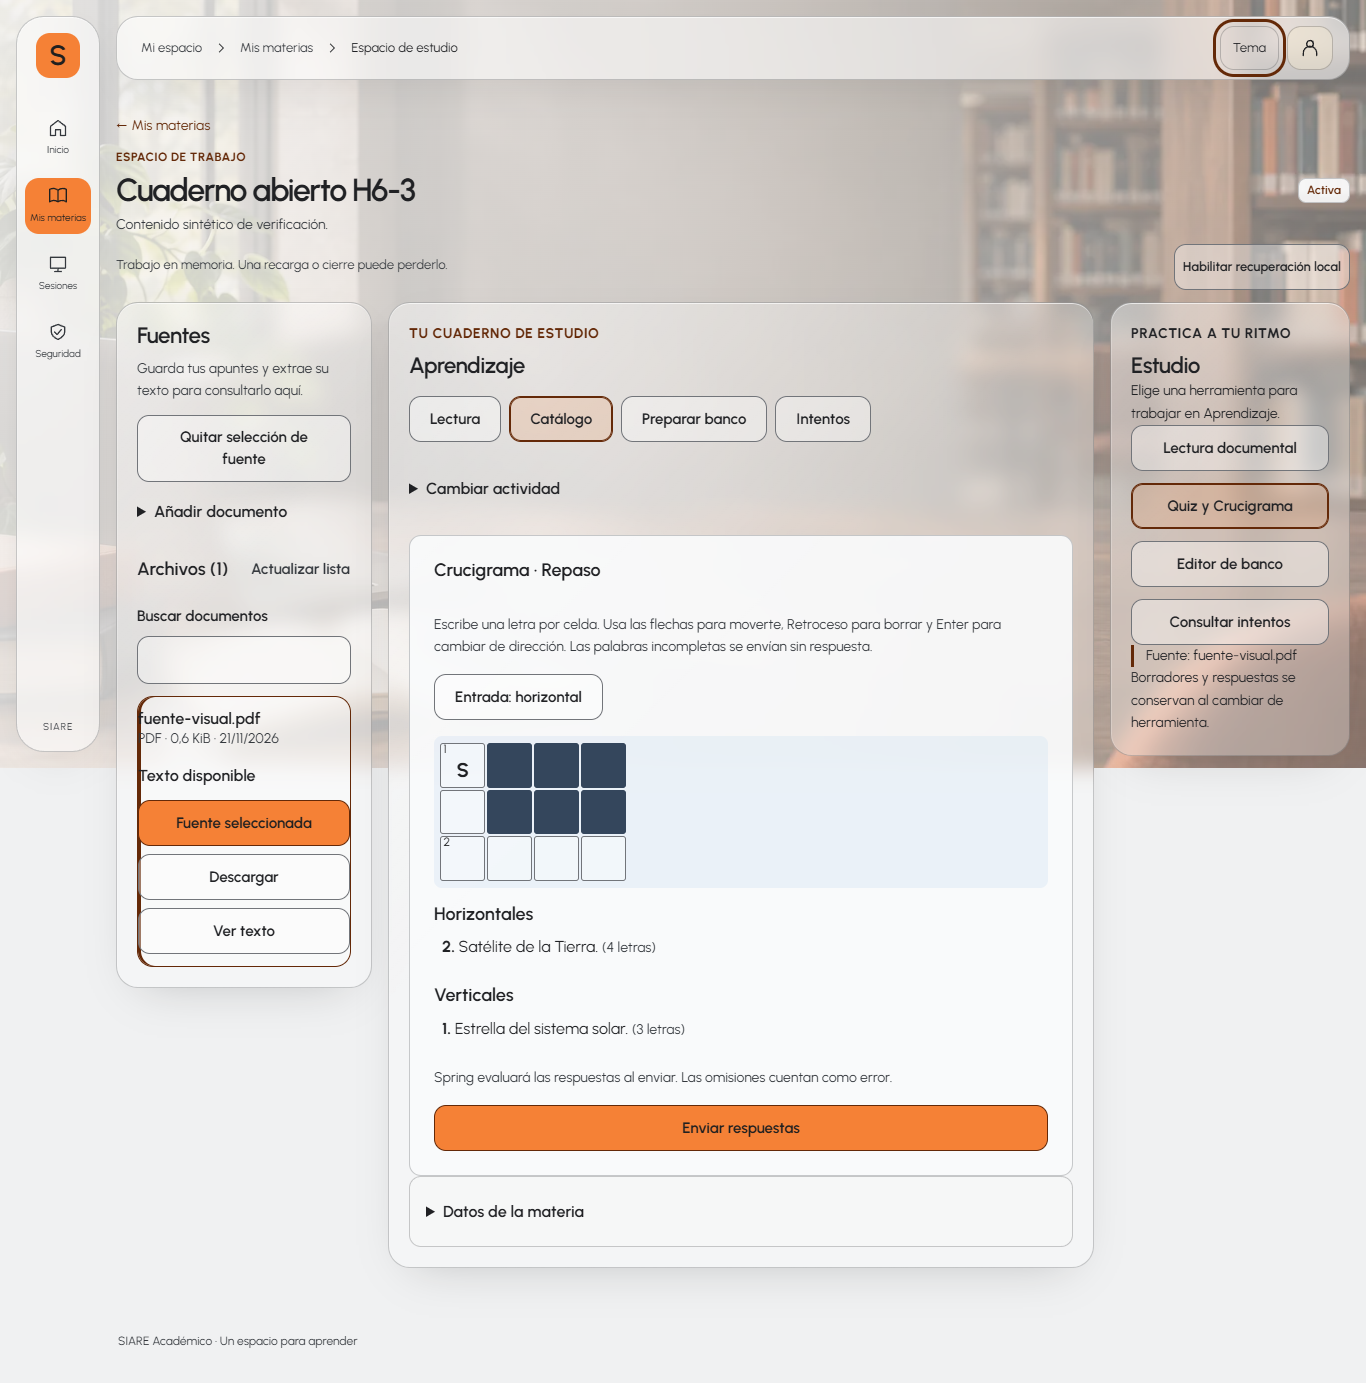 S
Inicio
Mis materias
Sesiones
Seguridad
SIARE
Mi espacio > Mis materias > Espacio de estudio
Tema
← Mis materias
ESPACIO DE TRABAJO
Cuaderno abierto H6-3
Activa
Contenido sintético de verificación.
Trabajo en memoria. Una recarga o cierre puede perderlo.
Habilitar recuperación local
Fuentes
Guarda tus apuntes y extrae su
texto para consultarlo aquí.
Quitar selección de
fuente
Añadir documento
Archivos (1)
Actualizar lista
Buscar documentos
fuente-visual.pdf
PDF · 0,6 KiB · 21/11/2026
Texto disponible
Fuente seleccionada
Descargar
Ver texto
TU CUADERNO DE ESTUDIO
Aprendizaje
Lectura
Catálogo
Preparar banco
Intentos
Cambiar actividad
Crucigrama · Repaso
Escribe una letra por celda. Usa las flechas para moverte, Retroceso para borrar y Enter para
cambiar de dirección. Las palabras incompletas se envían sin respuesta.
Entrada: horizontal
1
S
2
Horizontales
2. Satélite de la Tierra. (4 letras)
Verticales
1. Estrella del sistema solar. (3 letras)
Spring evaluará las respuestas al enviar. Las omisiones cuentan como error.
Enviar respuestas
Datos de la materia
PRACTICA A TU RITMO
Estudio
Elige una herramienta para
trabajar en Aprendizaje.
Lectura documental
Quiz y Crucigrama
Editor de banco
Consultar intentos
Fuente: fuente-visual.pdf
Borradores y respuestas se
conservan al cambiar de
herramienta.
SIARE Académico · Un espacio para aprender